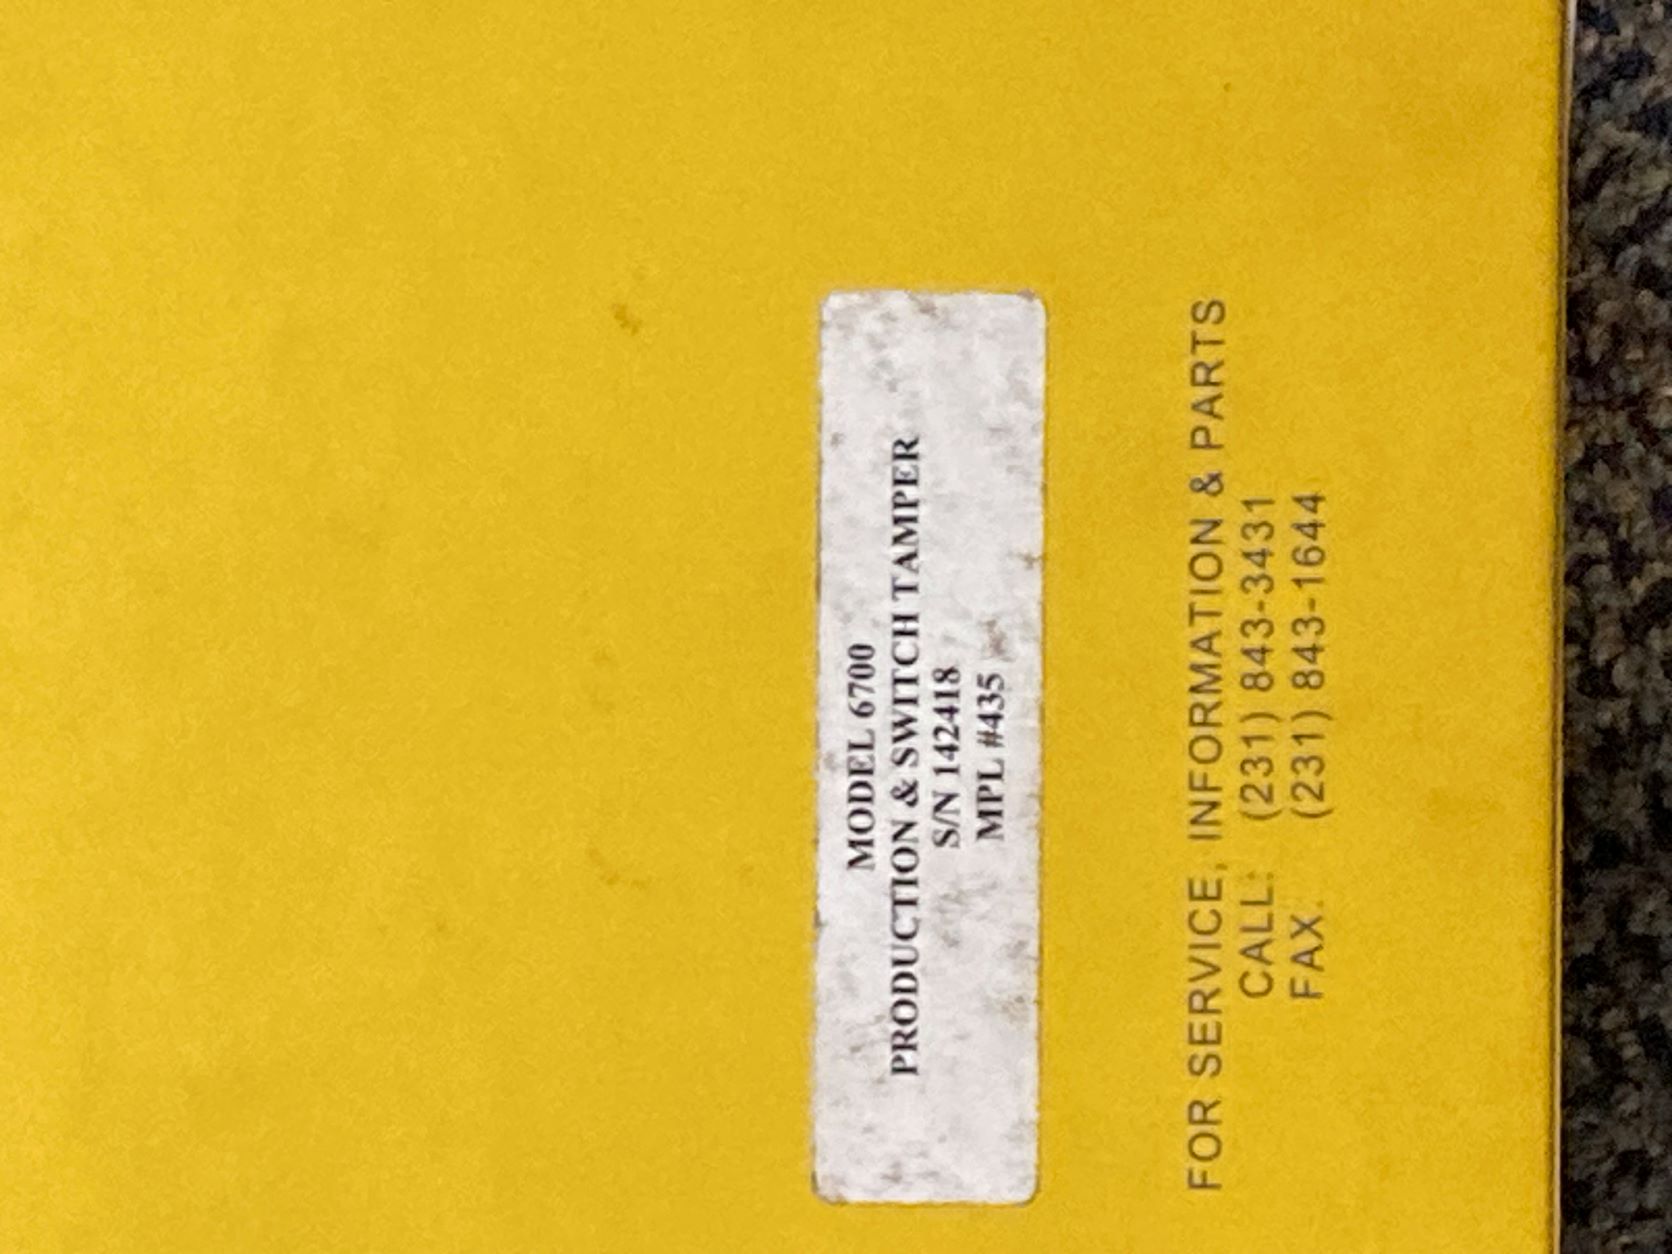 MODEL 6700
PRODUCTION & SWITCH TAMPER
S/N 142418
MPL #435
FOR SERVICE, INFORMATION & PARTS
CALL: (231) 843-3431
FAX: (231) 843-1644